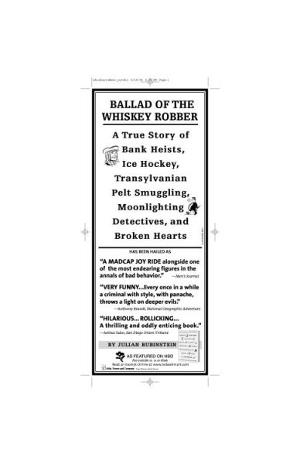 BALLAD OF THE
WHISKEY ROBBER
A True Story of
Bank Heists,
Ice Hockey,
Transylvanian
Pelt Smuggling,
Moonlighting
Detectives, and
Broken Hearts
HAS BEEN HAILED AS
“A MADCAP JOY RIDE alongside one
of the most endearing figures in the
annals of bad behavior.” —Men's Journal
“VERY FUNNY...Every once in a while
a criminal with style, with panache,
throws a light on deeper evils.”
“HILARIOUS... ROLLICKING...
A thrilling and oddly enticing book.”
BY JULIAN RUBINSTEIN
AS FEATURED ON HBO